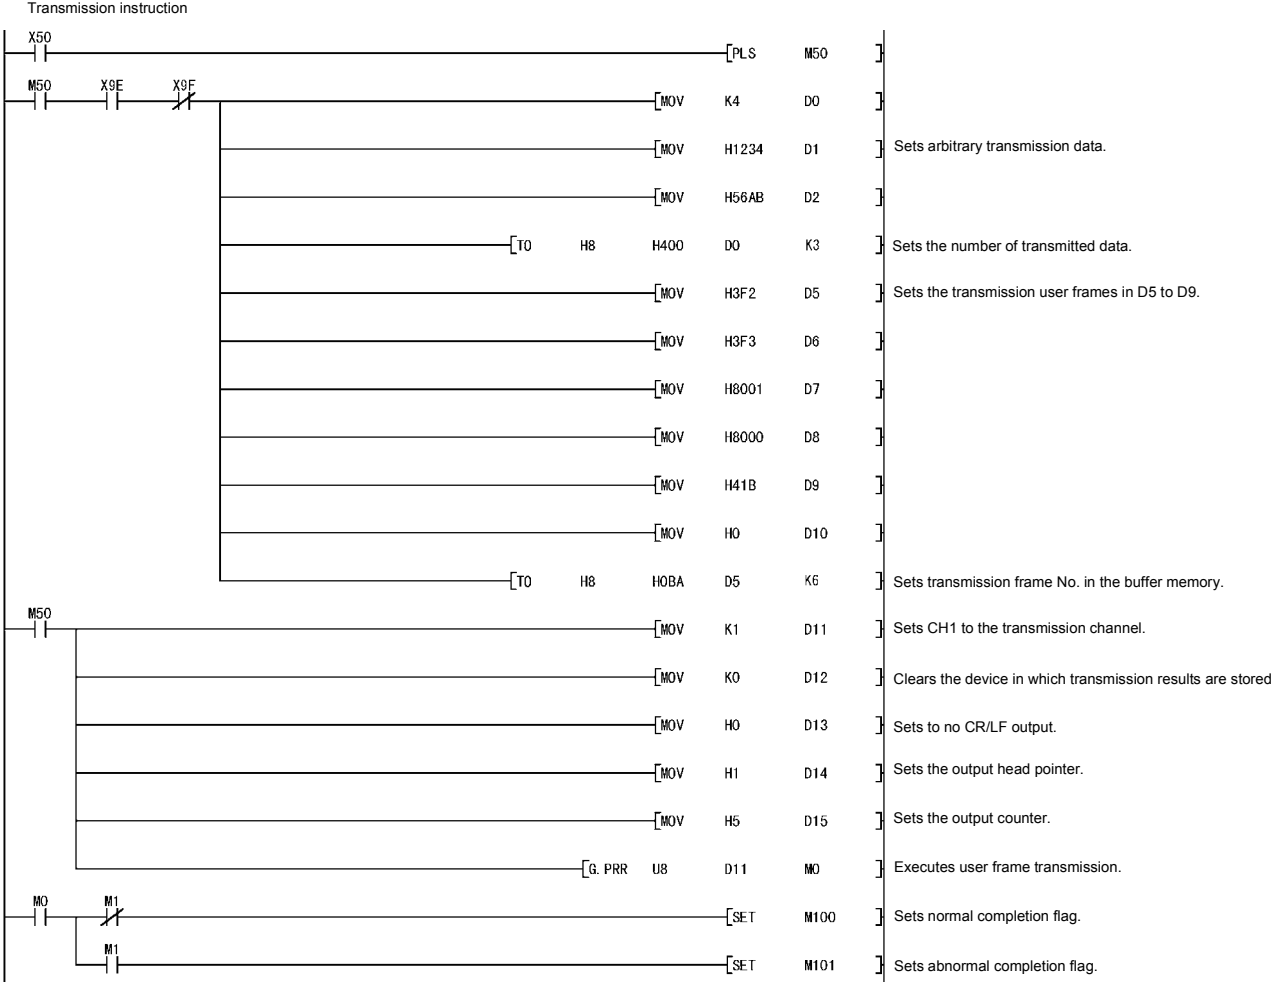 Transmission instruction
X50
[PLS M50 ]
M50 X9E X9F
[MOV K4 D0 ]
[MOV H1234 D1 ] Sets arbitrary transmission data.
[MOV H56AB D2 ]
[TO H8 H400 D0 K3 ] Sets the number of transmitted data.
[MOV H3F2 D5 ] Sets the transmission user frames in D5 to D9.
[MOV H3F3 D6 ]
[MOV H8001 D7 ]
[MOV H8000 D8 ]
[MOV H41B D9 ]
[MOV H0 D10 ]
[TO H8 H0BA D5 K6 ] Sets transmission frame No. in the buffer memory.
M50
[MOV K1 D11 ] Sets CH1 to the transmission channel.
[MOV K0 D12 ] Clears the device in which transmission results are stored
[MOV H0 D13 ] Sets to no CR/LF output.
[MOV H1 D14 ] Sets the output head pointer.
[MOV H5 D15 ] Sets the output counter.
[G.PRR U8 D11 M0 ] Executes user frame transmission.
M0 M1
[SET M100 ] Sets normal completion flag.
M1
[SET M101 ] Sets abnormal completion flag.